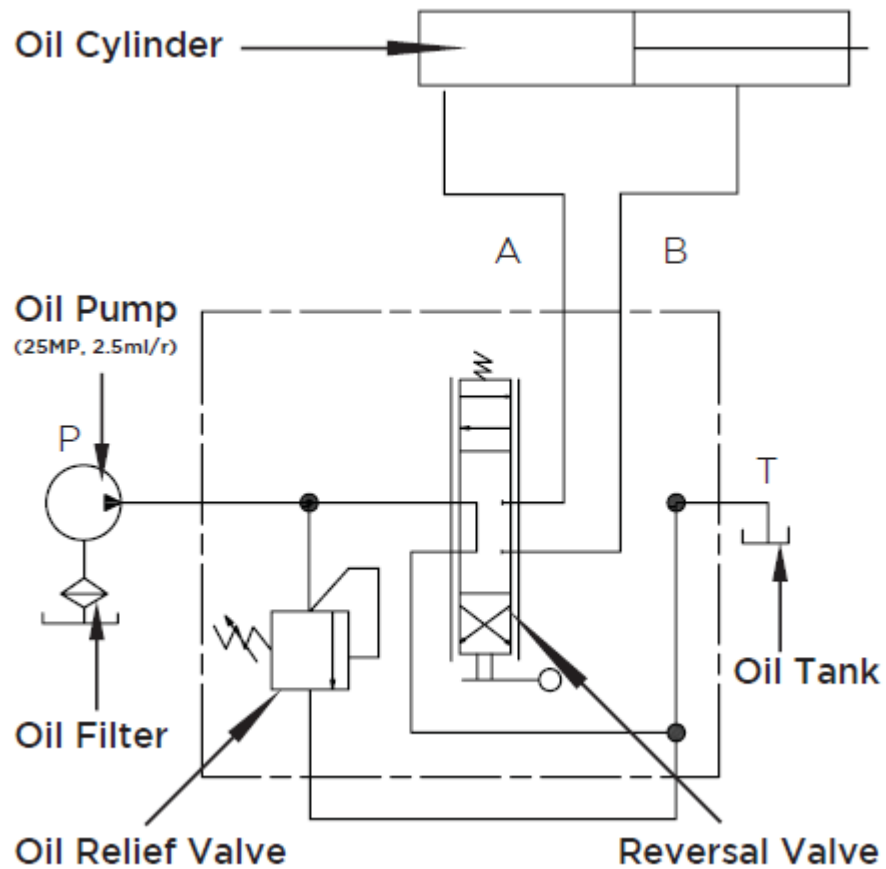 Oil Cylinder
A
B
Oil Pump
(25MP, 2.5ml/r)
P
T
Oil Tank
Oil Filter
Oil Relief Valve
Reversal Valve